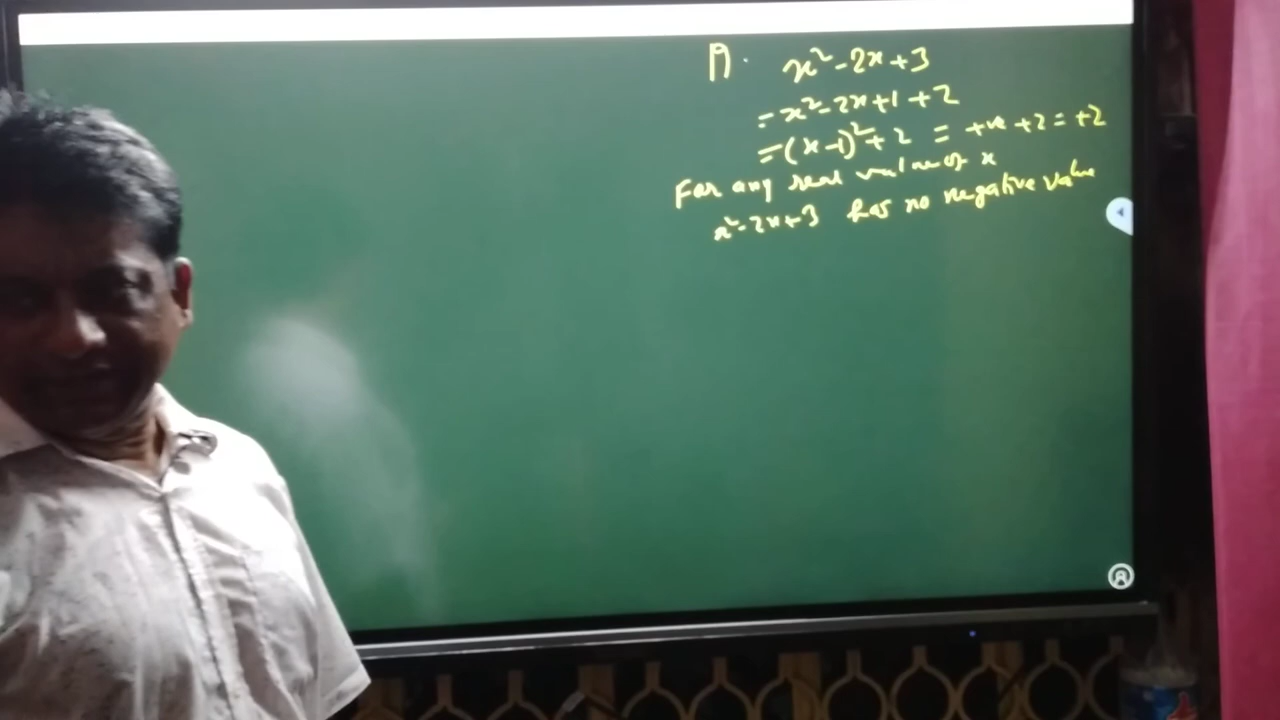 A. x²-2x+3
= x²-2x+1+2
= (x-1)²+2 = +ve +2 = +2
For any real value of x
x²-2x+3 has no negative value